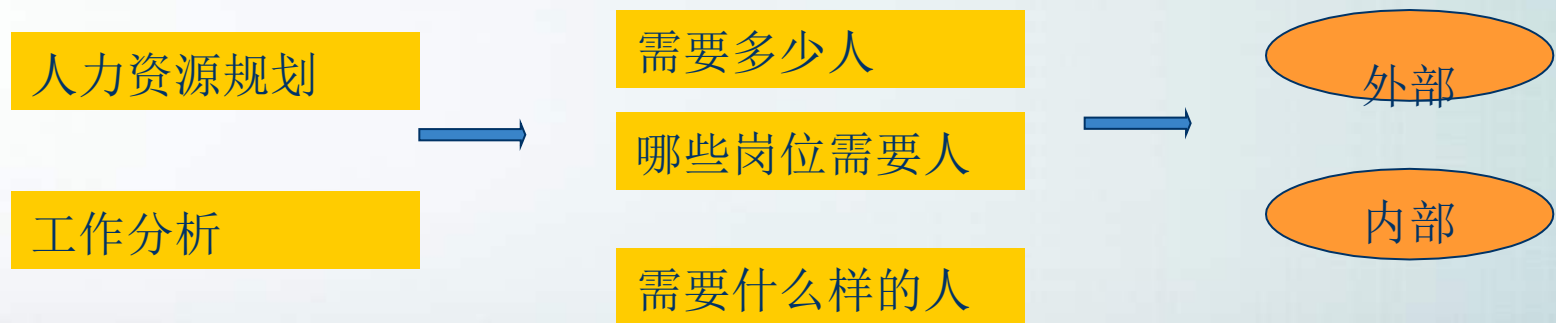 人力资源规划
工作分析
需要多少人
哪些岗位需要人
需要什么样的人
外部
内部